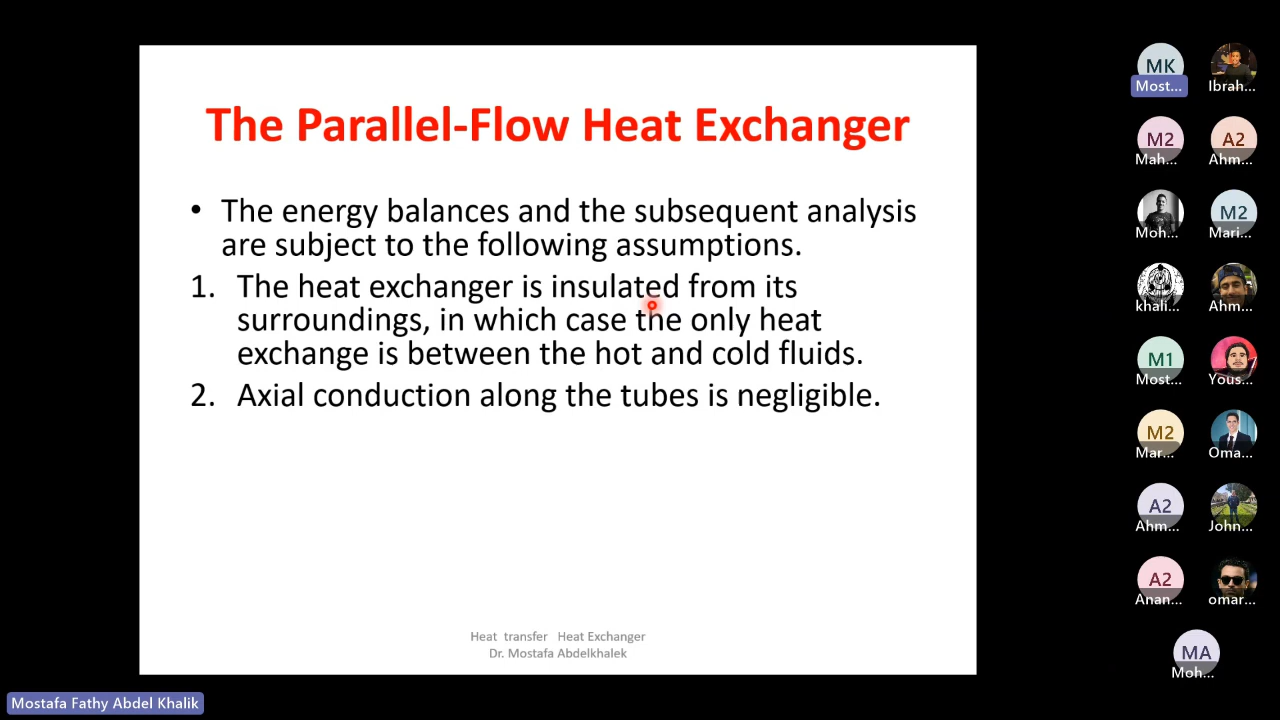 The Parallel-Flow Heat Exchanger
• The energy balances and the subsequent analysis
are subject to the following assumptions.
1. The heat exchanger is insulated from its
surroundings, in which case the only heat
exchange is between the hot and cold fluids.
2. Axial conduction along the tubes is negligible.
Heat transfer Heat Exchanger
Dr. Mostafa Abdelkhalek
Mostafa Fathy Abdel Khalik
MK
Most...
Ibrah...
M2
Mah...
A2
Ahm...
Moh...
M2
Mari...
khali...
Ahm...
M1
Most...
Yous...
M2
Mar...
Oma...
A2
Ahm...
John...
A2
Anan...
omar...
MA
Moh...